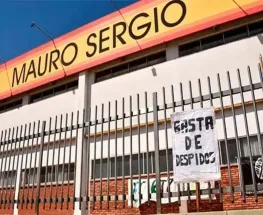 MAURO SERGIO
BASTA
DE
DESPIDOS